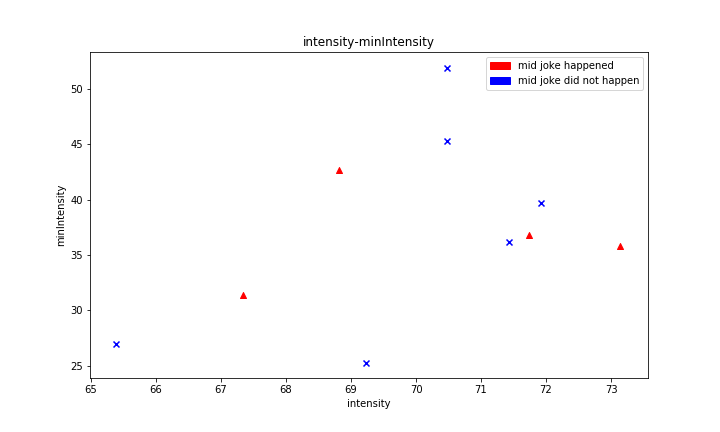 intensity-minIntensity
mid joke happened
mid joke did not happen
50
45
40
35
30
25
minIntensity
65 66 67 68 69 70 71 72 73
intensity